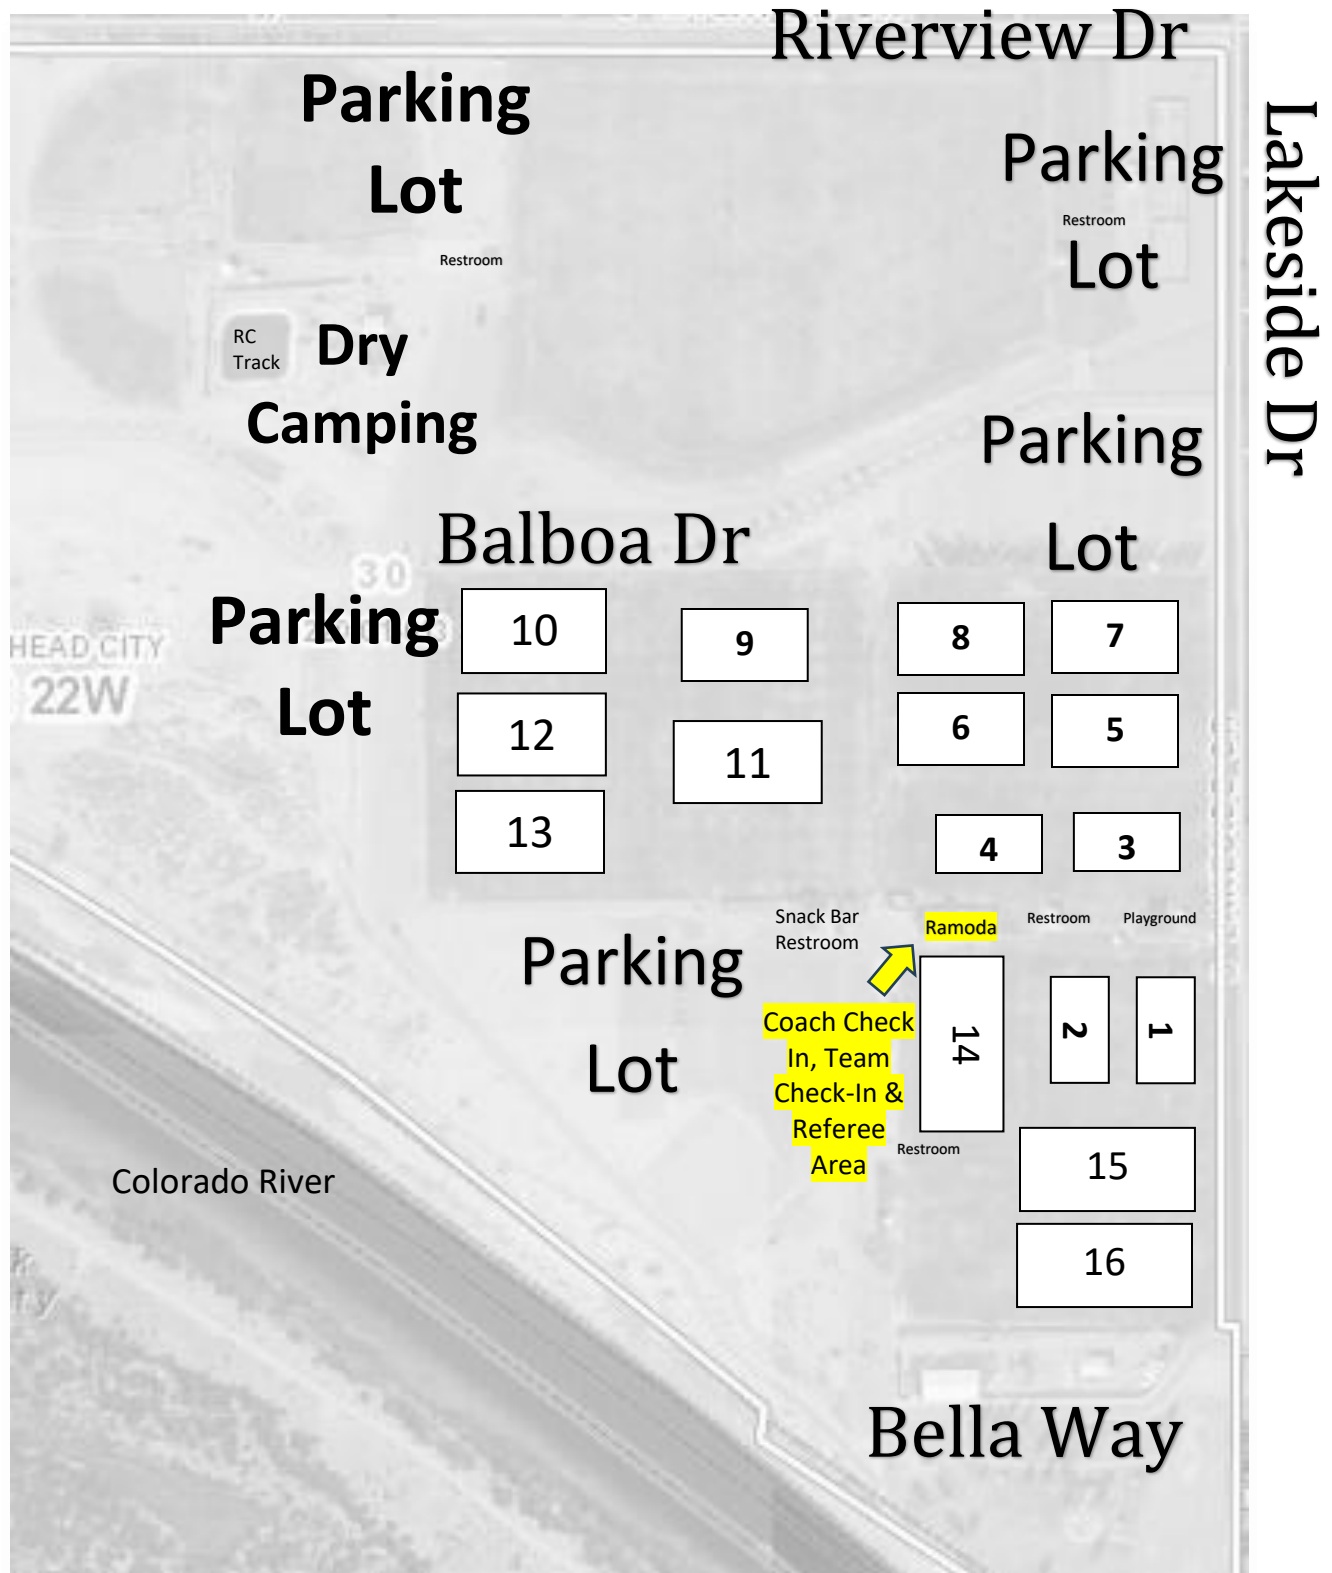 Riverview Dr
Lakeside Dr
Parking
Lot
Restroom
Parking
Restroom
Lot
RC
Track
Dry
Camping
Parking
Lot
Balboa Dr
30
HEAD CITY
22W
Parking
Lot
10
9
8
7
12
11
6
5
13
4
3
Snack Bar
Restroom
Ramoda
Restroom
Playground
Parking
Lot
Coach Check
In, Team
Check-In &
Referee
Area
14
2
1
Restroom
15
16
Colorado River
Bella Way